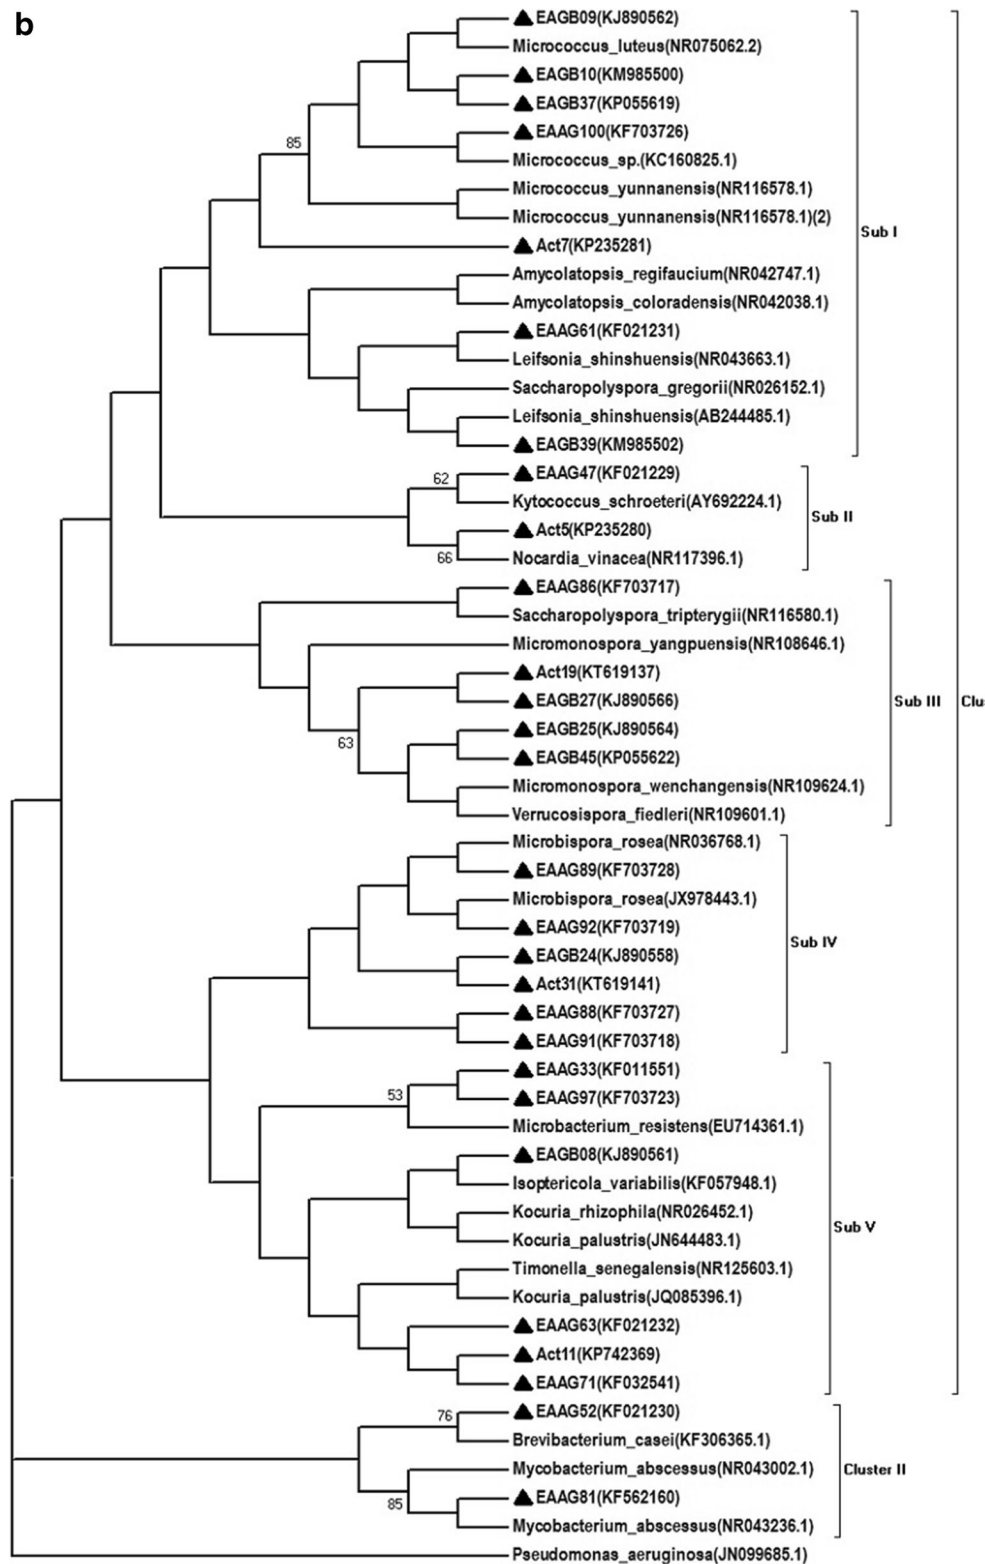 b
EAGB09(KJ890562)
Micrococcus_luteus(NR075062.2)
EAGB10(KM985500)
EAGB37(KP055619)
EAAG100(KF703726)
85
Micrococcus_sp.(KC160825.1)
Micrococcus_yunnanensis(NR116578.1)
Micrococcus_yunnanensis(NR116578.1)(2)
Sub I
Act7(KP235281)
Amycolatopsis_regifaucium(NR042747.1)
Amycolatopsis_coloradensis(NR042038.1)
EAAG61(KF021231)
Leifsonia_shinshuensis(NR043663.1)
Saccharopolyspora_gregorii(NR026152.1)
Leifsonia_shinshuensis(AB244485.1)
EAGB39(KM985502)
EAAG47(KF021229)
62
Kytococcus_schroeteri(AY692224.1)
Sub II
Act5(KP235280)
66
Nocardia_vinacea(NR117396.1)
EAAG86(KF703717)
Saccharopolyspora_tripterygii(NR116580.1)
Micromonospora_yangpuensis(NR108646.1)
Act19(KT619137)
EAGB27(KJ890566)
Sub III
Clu
EAGB25(KJ890564)
63
EAGB45(KP055622)
Micromonospora_wenchangensis(NR109624.1)
Verrucosispora_fiedleri(NR109601.1)
Microbispora_rosea(NR036768.1)
EAAG89(KF703728)
Microbispora_rosea(JX978443.1)
EAAG92(KF703719)
Sub IV
EAGB24(KJ890558)
Act31(KT619141)
EAAG88(KF703727)
EAAG91(KF703718)
EAAG33(KF011551)
53
EAAG97(KF703723)
Microbacterium_resistens(EU714361.1)
EAGB08(KJ890561)
Isoptericola_variabilis(KF057948.1)
Kocuria_rhizophila(NR026452.1)
Sub V
Kocuria_palustris(JN644483.1)
Timonella_senegalensis(NR125603.1)
Kocuria_palustris(JQ085396.1)
EAAG63(KF021232)
Act11(KP742369)
EAAG71(KF032541)
EAAG52(KF021230)
76
Brevibacterium_casei(KF306365.1)
Mycobacterium_abscessus(NR043002.1)
Cluster II
EAAG81(KF562160)
85
Mycobacterium_abscessus(NR043236.1)
Pseudomonas_aeruginosa(JN099685.1)